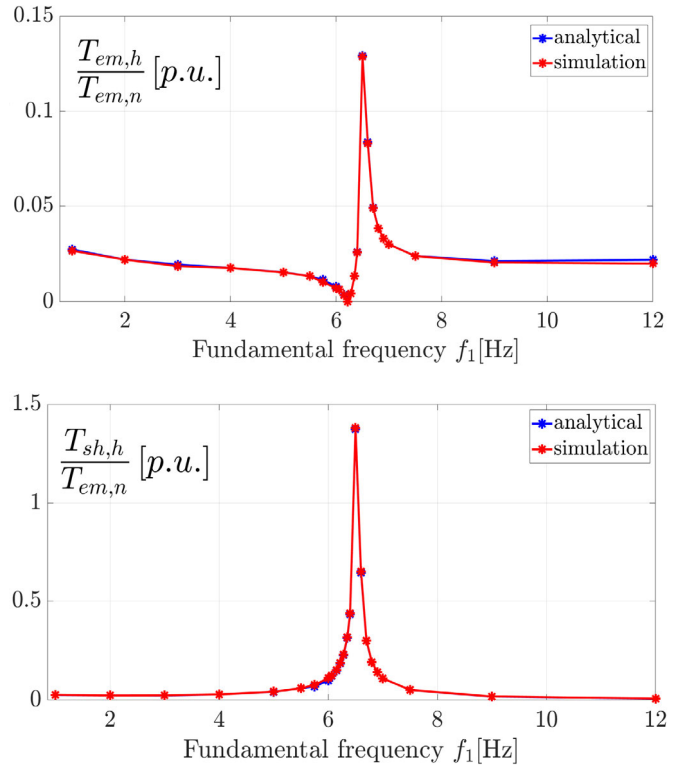 0.15
T_{em,h}/T_{em,n} [p.u.]
analytical
simulation
0.1
0.05
0
2 4 6 8 10 12
Fundamental frequency f_1[Hz]
1.5
T_{sh,h}/T_{em,n} [p.u.]
analytical
simulation
1
0.5
0
2 4 6 8 10 12
Fundamental frequency f_1[Hz]